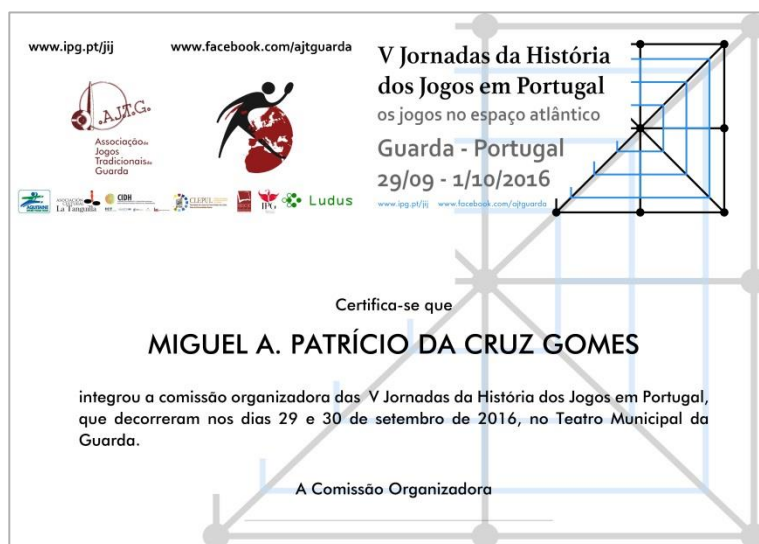 www.ipg.pt/jij
www.facebook.com/ajtguarda
A.J.T.G.
Associação de
Jogos
Tradicionais da
Guarda
AQUITAINE
La Tanguilla
CIDH
CLEPUL
IPG
Ludus
V Jornadas da História
dos Jogos em Portugal
os jogos no espaço atlântico
Guarda - Portugal
29/09 - 1/10/2016
www.ipg.pt/jij www.facebook.com/ajtguarda
Certifica-se que
MIGUEL A. PATRÍCIO DA CRUZ GOMES
integrou a comissão organizadora das V Jornadas da História dos Jogos em Portugal,
que decorreram nos dias 29 e 30 de setembro de 2016, no Teatro Municipal da
Guarda.
A Comissão Organizadora